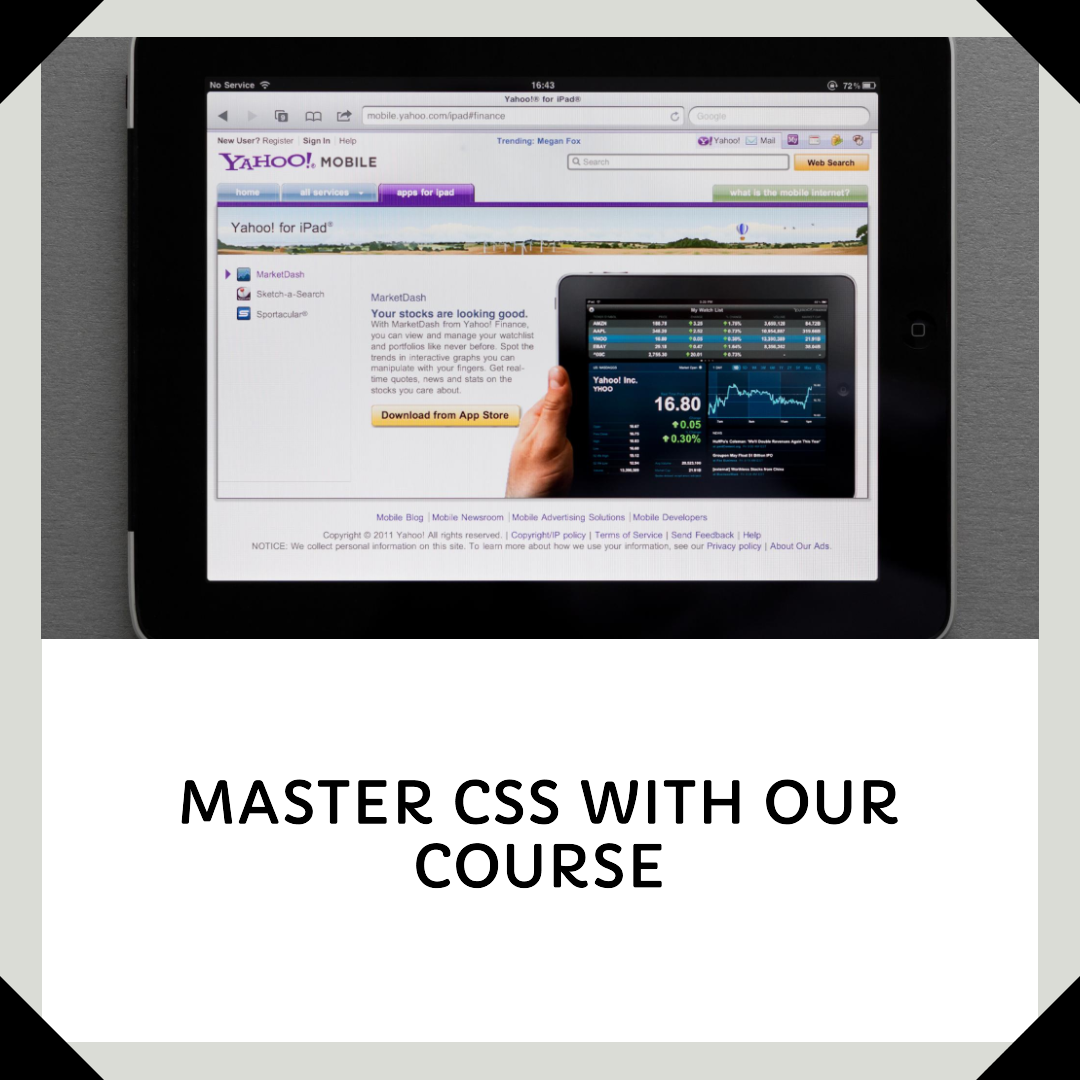 No Service 16:43 72%
Yahoo!® for iPad®
mobile.yahoo.com/ipad#finance Google
New User? Register Sign In Help Trending: Megan Fox Yahoo! Mail
YAHOO! MOBILE Search Web Search
home all services apps for ipad what is the mobile internet?
Yahoo! for iPad®
MarketDash
Sketch-a-Search
Sportacular®
MarketDash
Your stocks are looking good.
With MarketDash from Yahoo! Finance,
you can view and manage your watchlist
and portfolios like never before. Spot the
trends in interactive graphs you can
manipulate with your fingers. Get real-
time quotes, news and stats on the
stocks you care about.
Download from App Store
My Watch List
Yahoo! Inc.
YHOO
16.80
0.05
0.30%
Mobile Blog | Mobile Newsroom | Mobile Advertising Solutions | Mobile Developers
Copyright © 2011 Yahoo! All rights reserved. | Copyright/IP policy | Terms of Service | Send Feedback | Help
NOTICE: We collect personal information on this site. To learn more about how we use your information, see our Privacy policy | About Our Ads.
MASTER CSS WITH OUR
COURSE